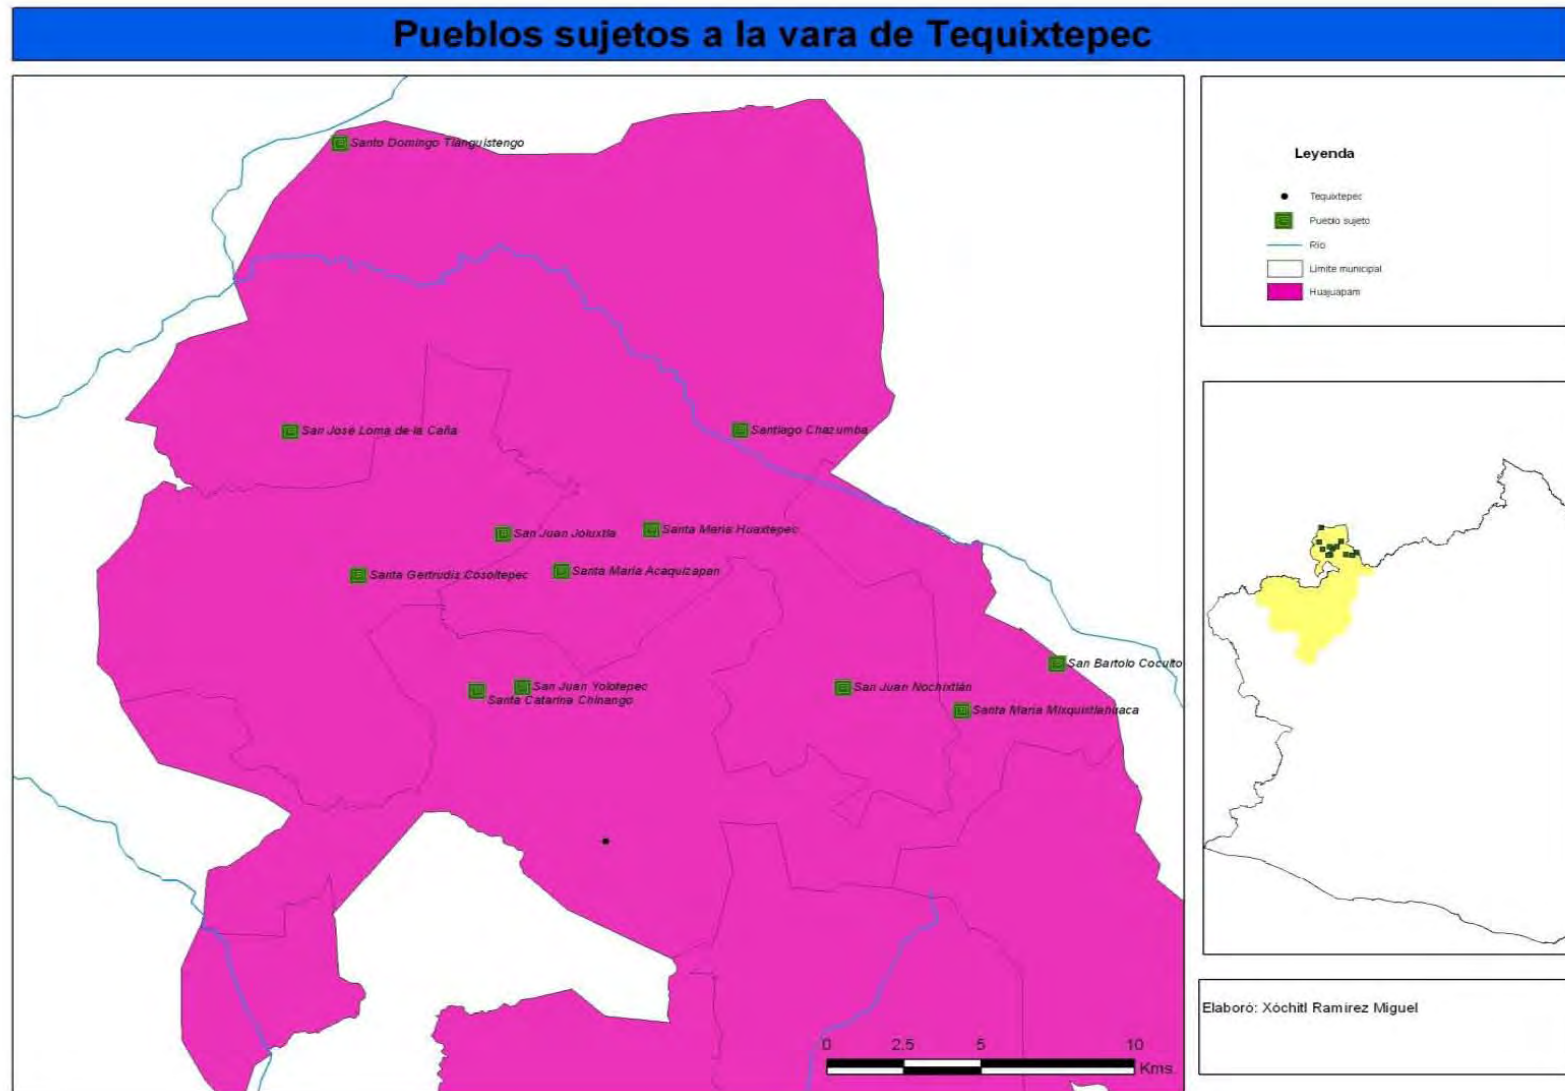 Pueblos sujetos a la vara de Tequixtepec
Santo Domingo Tianguistengo
San José Loma de la Caña
Santiago Chazumba
San Juan Joluxtla
Santa María Huaxtepec
Santa Gertrudis Cosoltepec
Santa María Acaquizapan
San Bartolo Coculto
San Juan Yolotepec
Santa Catarina Chinango
San Juan Nochixtlán
Santa María Mixquixtlahuaca
0 2.5 5 10
Kms.
Leyenda
Tequixtepec
Pueblo sujeto
Río
Límite municipal
Huajuapam
Elaboró: Xóchitl Ramírez Miguel